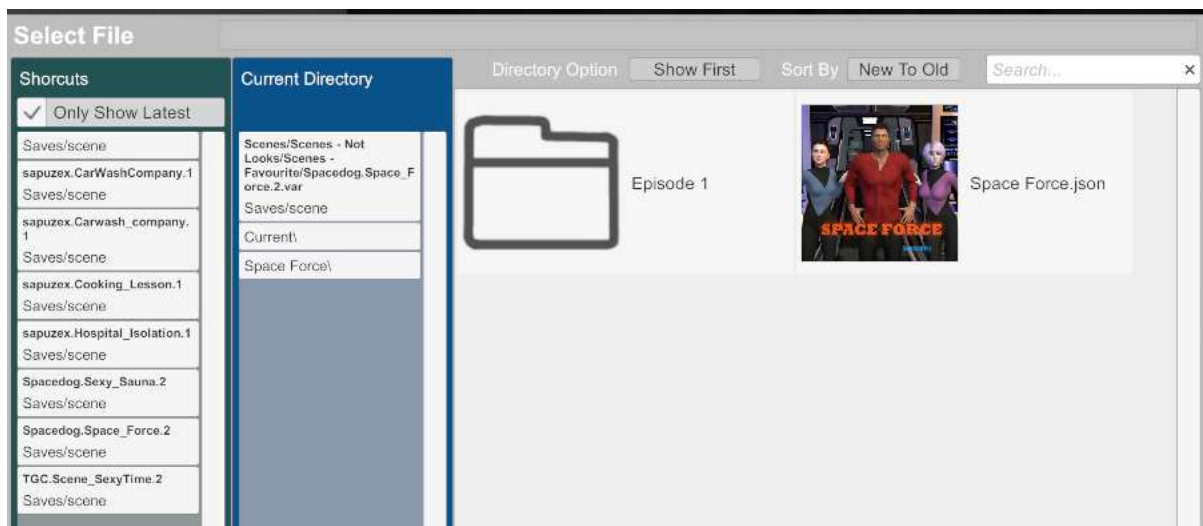 Select File
Shorcuts
Only Show Latest
Saves/scene
sapuzex.CarWashCompany.1
Saves/scene
sapuzex.Carwash_company.
1
Saves/scene
sapuzex.Cooking_Lesson.1
Saves/scene
sapuzex.Hospital_Isolation.1
Saves/scene
Spacedog.Sexy_Sauna.2
Saves/scene
Spacedog.Space_Force.2
Saves/scene
TGC.Scene_SexyTime.2
Saves/scene
Current Directory
Scenes/Scenes - Not
Looks/Scenes -
Favourite/Spacedog.Space_F
orce.2.var
Saves/scene
Current\
Space Force\
Directory Option Show First Sort By New To Old Search... ×
Episode 1
SPACE FORCE
Space Force.json